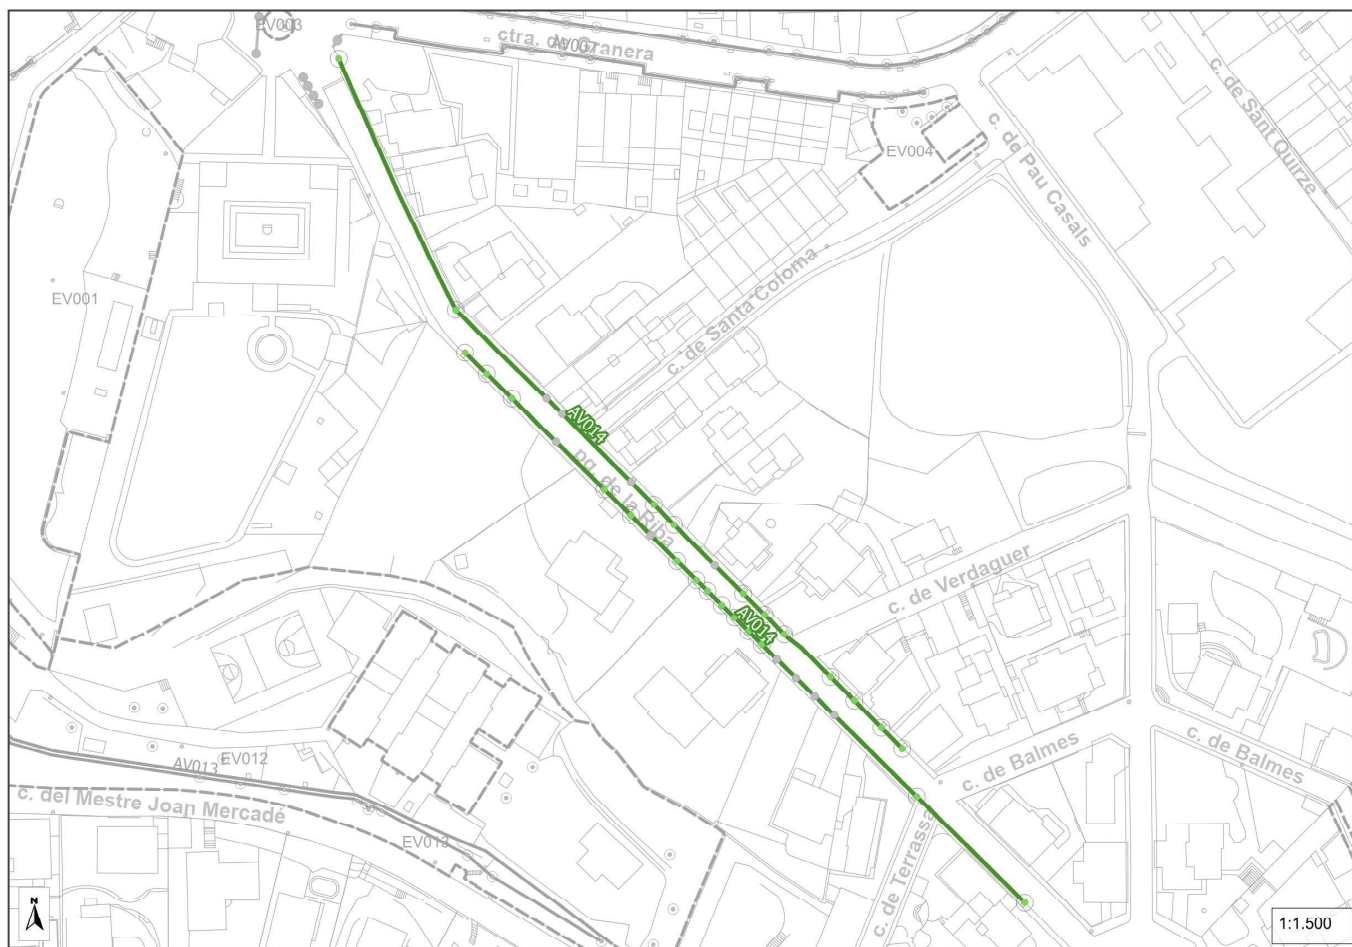 EV003
ctra. de Granera
AV007
c. de Sant Quirze
c. de Pau Casals
EV004
EV001
c. de Santa Coloma
AV014
pg. de la Riba
c. de Verdaguer
AV014
c. de Balmes
c. de Balmes
EV012
AV013
c. del Mestre Joan Mercadé
EV013
c. de Terrassa
N
1:1.500